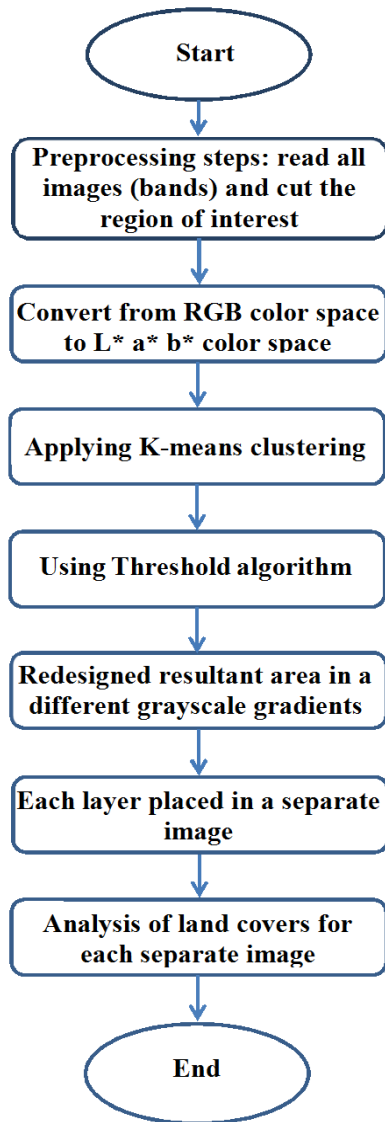 Start
Preprocessing steps: read all
images (bands) and cut the
region of interest
Convert from RGB color space
to L* a* b* color space
Applying K-means clustering
Using Threshold algorithm
Redesigned resultant area in a
different grayscale gradients
Each layer placed in a separate
image
Analysis of land covers for
each separate image
End